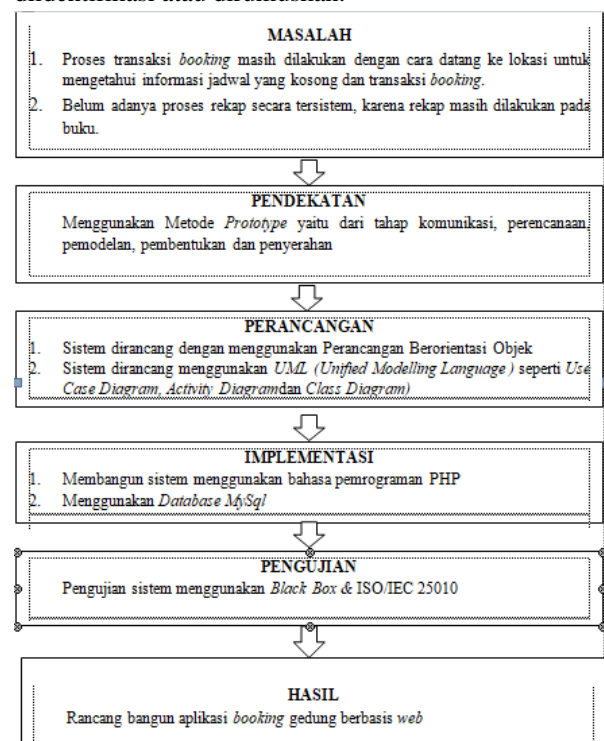 MASALAH
1. Proses transaksi booking masih dilakukan dengan cara datang ke lokasi untuk
mengetahui informasi jadwal yang kosong dan transaksi booking.
2. Belum adanya proses rekap secara tersistem, karena rekap masih dilakukan pada
buku.
PENDEKATAN
Menggunakan Metode Prototype yaitu dari tahap komunikasi, perencanaan,
pemodelan, pembentukan dan penyerahan
PERANCANGAN
1. Sistem dirancang dengan menggunakan Perancangan Berorientasi Objek
2. Sistem dirancang menggunakan UML (Unified Modelling Language ) seperti Use
Case Diagram, Activity Diagramdan Class Diagram)
IMPLEMENTASI
1. Membangun sistem menggunakan bahasa pemrograman PHP
2. Menggunakan Database MySql
PENGUJIAN
Pengujian sistem menggunakan Black Box & ISO/IEC 25010
HASIL
Rancang bangun aplikasi booking gedung berbasis web